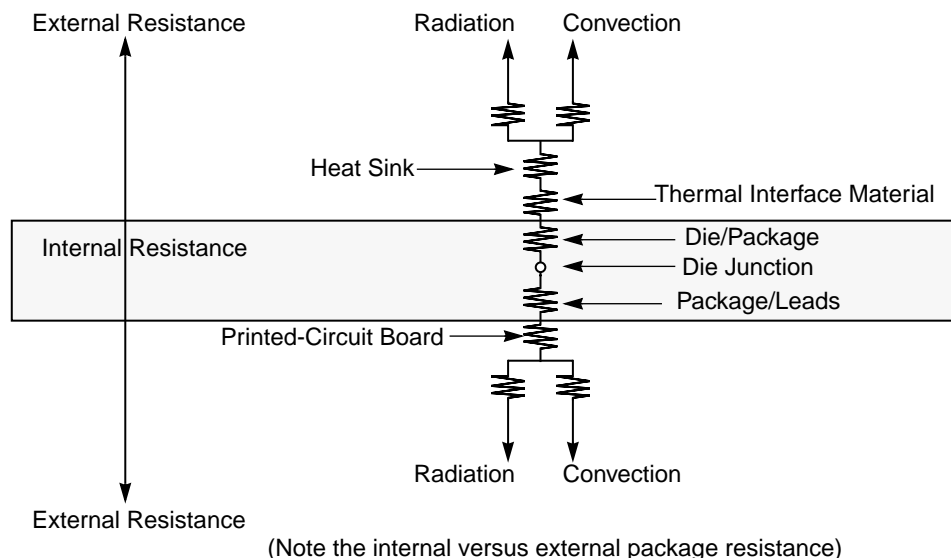 External Resistance
Radiation
Convection
Heat Sink
Thermal Interface Material
Internal Resistance
Die/Package
Die Junction
Package/Leads
Printed-Circuit Board
Radiation
Convection
External Resistance
(Note the internal versus external package resistance)